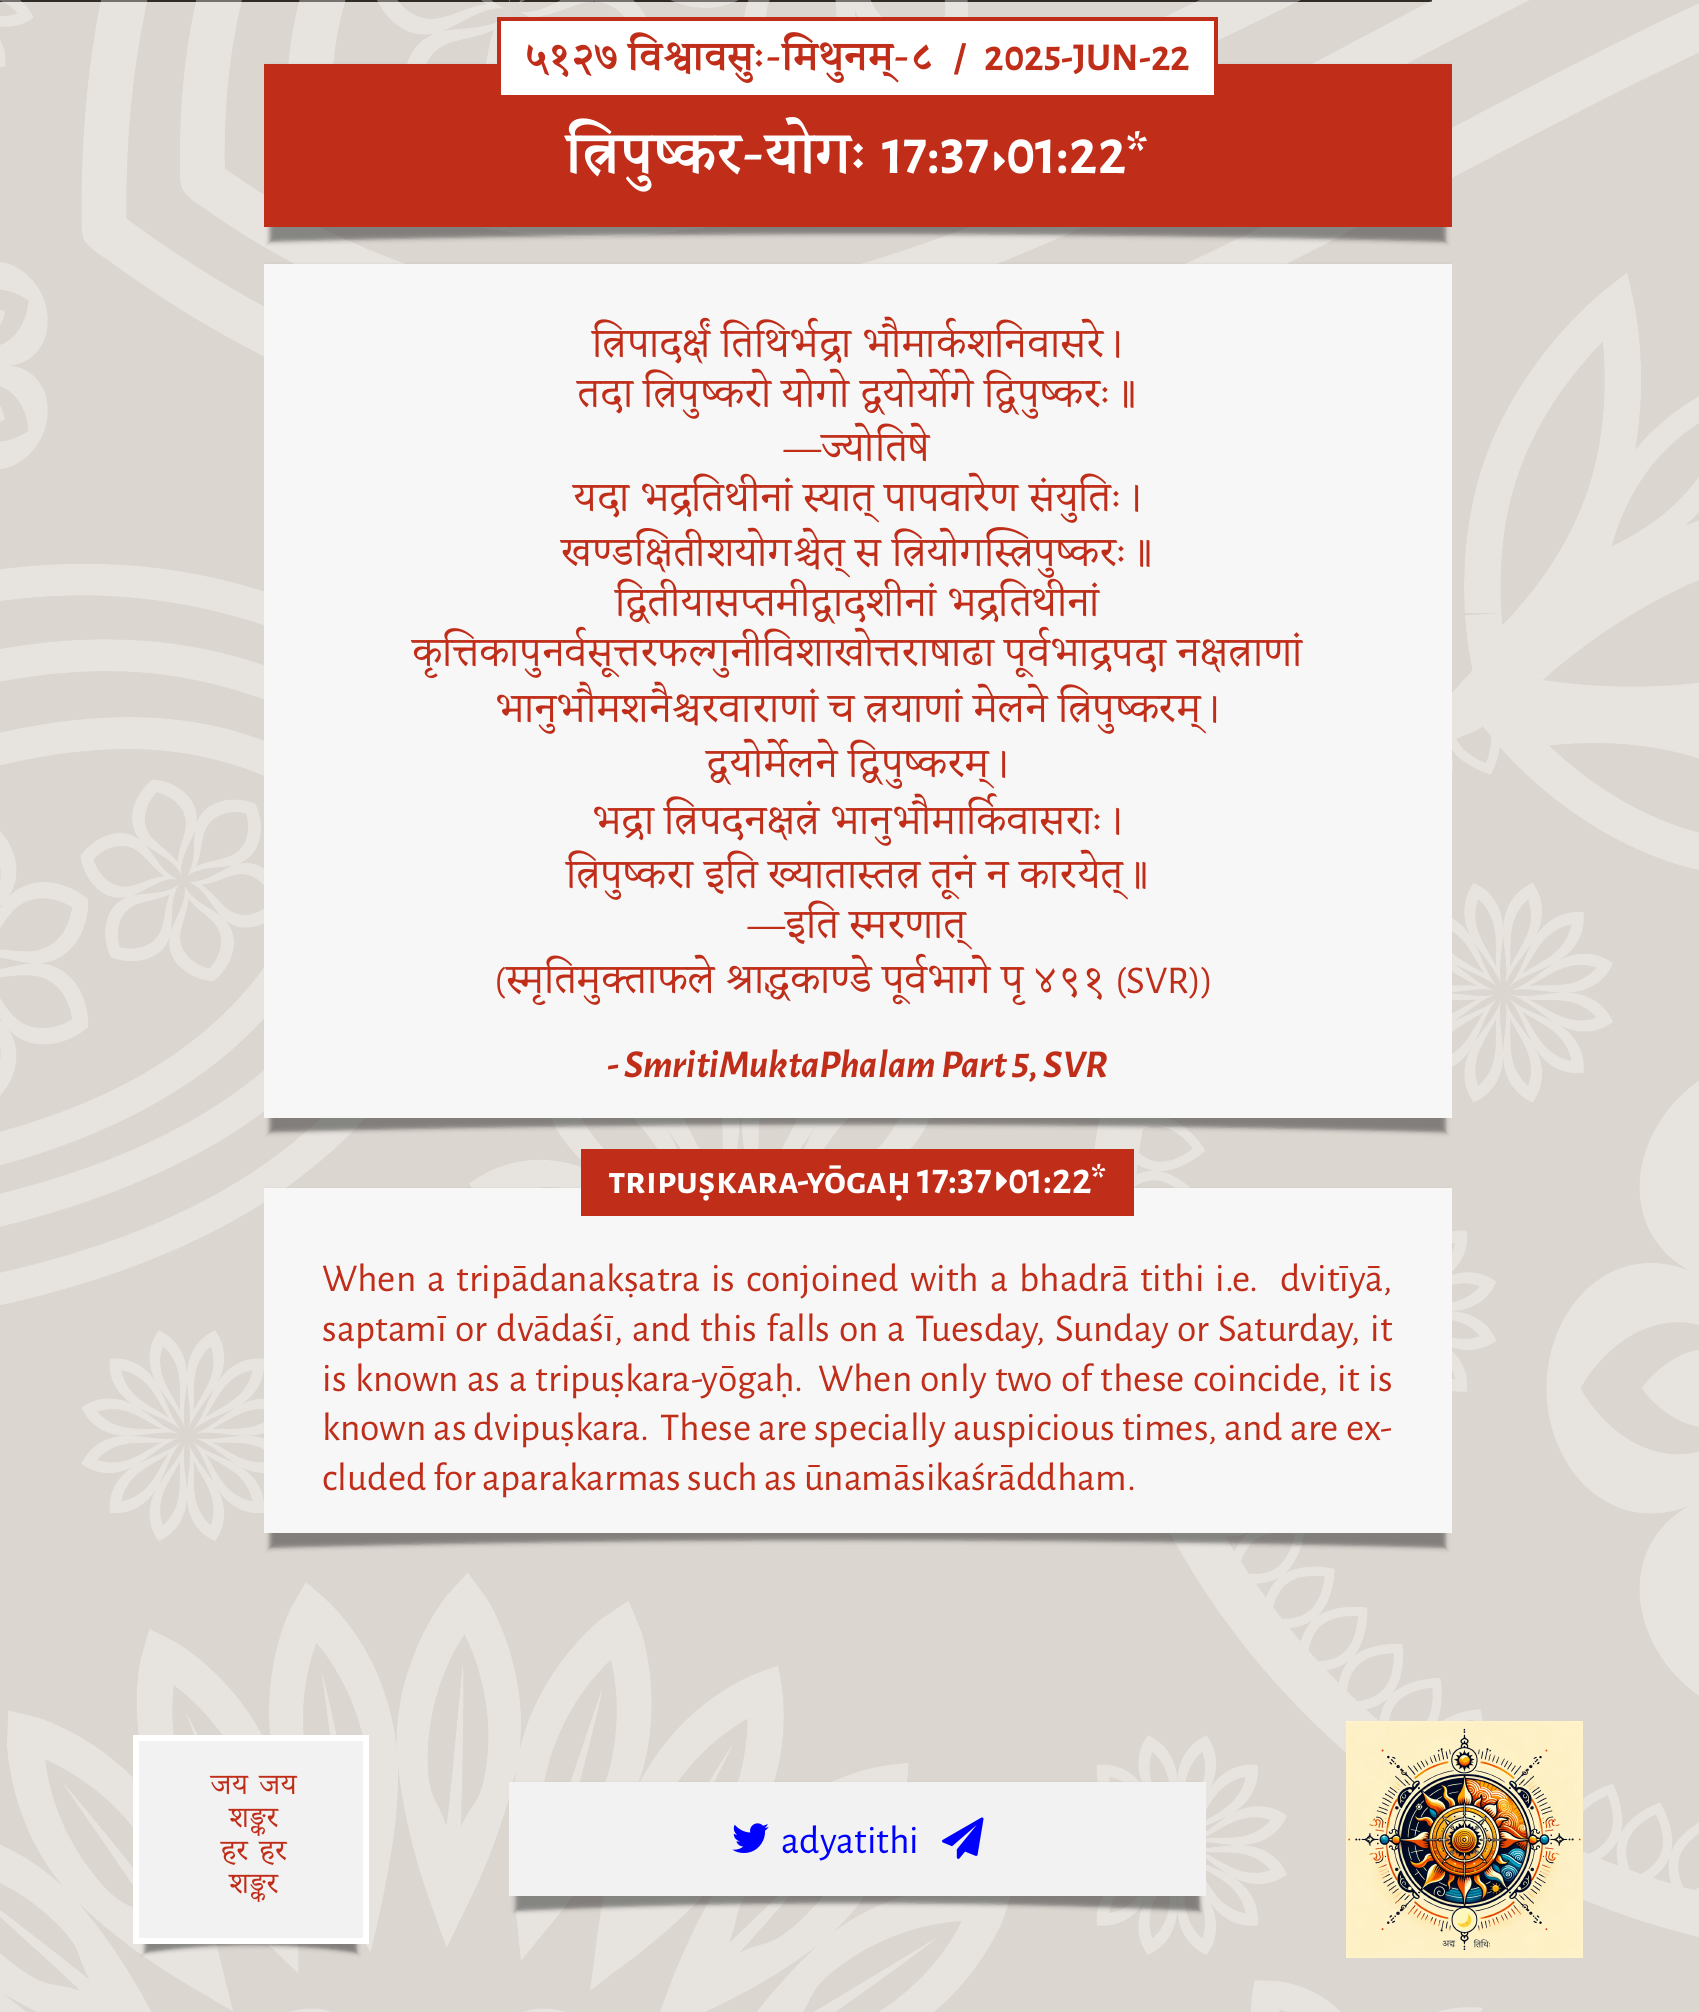 ५१२७ विश्वावसुः-मिथुनम्-८ / 2025-JUN-22
त्रिपुष्कर-योगः 17:37▸01:22*
त्रिपादर्क्षं तिथिर्भद्रा भौमार्कशनिवासरे।
तदा त्रिपुष्करो योगो द्वयोर्योगे द्विपुष्करः॥
—ज्योतिषे
यदा भद्रतिथीनां स्यात् पापवारेण संयुतिः।
खण्डक्षितीशयोगश्चेत् स त्रियोगस्त्रिपुष्करः॥
द्वितीयासप्तमीद्वादशीनां भद्रतिथीनां
कृत्तिकापुनर्वसूत्तरफल्गुनीविशाखोत्तराषाढा पूर्वभाद्रपदा नक्षत्राणां
भानुभौमशनैश्चरवाराणां च त्रयाणां मेलने त्रिपुष्करम्।
द्वयोर्मेलने द्विपुष्करम्।
भद्रा त्रिपदनक्षत्रं भानुभौमार्किवासराः।
त्रिपुष्करा इति ख्यातास्तत्र तूनं न कारयेत्॥
—इति स्मरणात्
(स्मृतिमुक्ताफले श्राद्धकाण्डे पूर्वभागे पृ ४९१ (SVR))
- SmritiMuktaPhalam Part 5, SVR
TRIPUṢKARA-YŌGAḤ 17:37▸01:22*
When a tripādanakṣatra is conjoined with a bhadrā tithi i.e. dvitīyā,
saptamī or dvādaśī, and this falls on a Tuesday, Sunday or Saturday, it
is known as a tripuṣkara-yōgaḥ. When only two of these coincide, it is
known as dvipuṣkara. These are specially auspicious times, and are ex-
cluded for aparakarmas such as ūnamāsikaśrāddham.
जय जय
शङ्कर
हर हर
शङ्कर
adyatithi
अद्य तिथिः